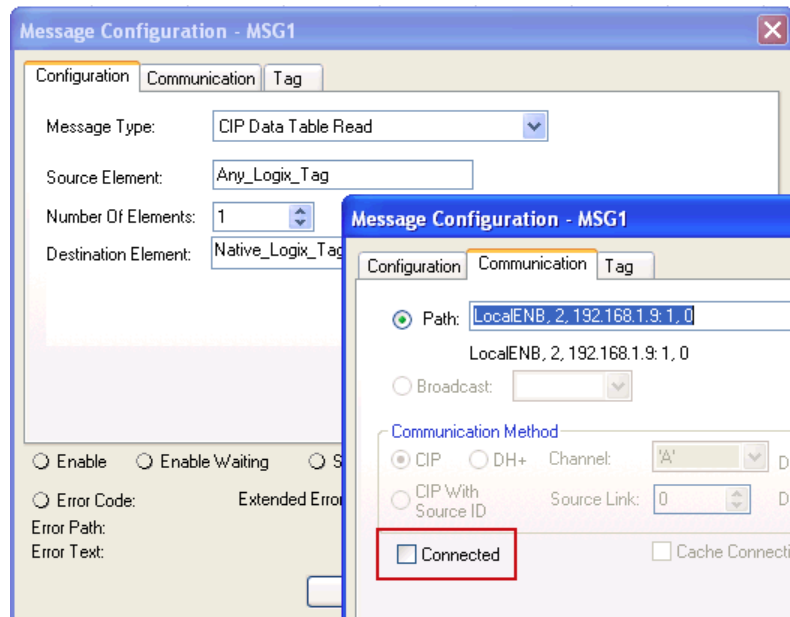 Message Configuration - MSG1
Configuration Communication Tag
Message Type: CIP Data Table Read
Source Element: Any_Logix_Tag
Number Of Elements: 1
Destination Element: Native_Logix_Tag
Enable Enable Waiting
Error Code: Extended Error
Error Path:
Error Text:
Message Configuration - MSG1
Configuration Communication Tag
Path: LocalENB, 2, 192.168.1.9: 1, 0
LocalENB, 2, 192.168.1.9: 1, 0
Broadcast:
Communication Method
CIP DH+ Channel: 'A'
CIP With
Source ID
Source Link: 0
Connected Cache